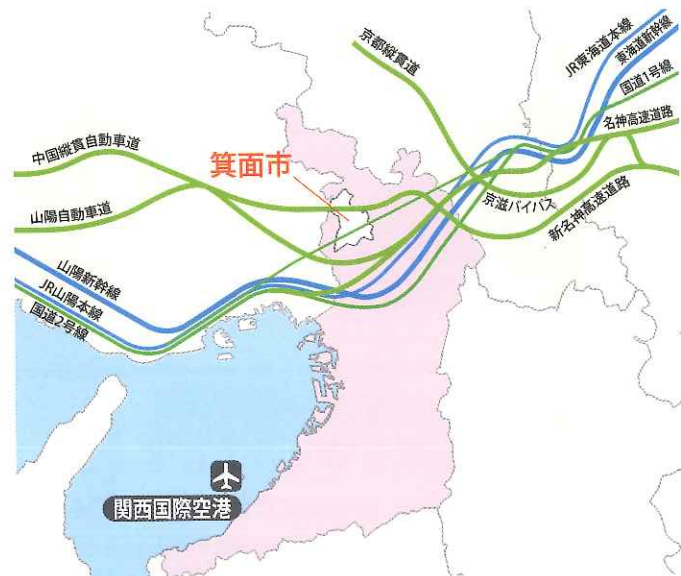 京都縦貫道
JR東海道本線
東海道新幹線
国道1号線
名神高速道路
中国縦貫自動車道
箕面市
山陽自動車道
京滋バイパス
新名神高速道路
山陽新幹線
JR山陽本線
国道2号線
関西国際空港